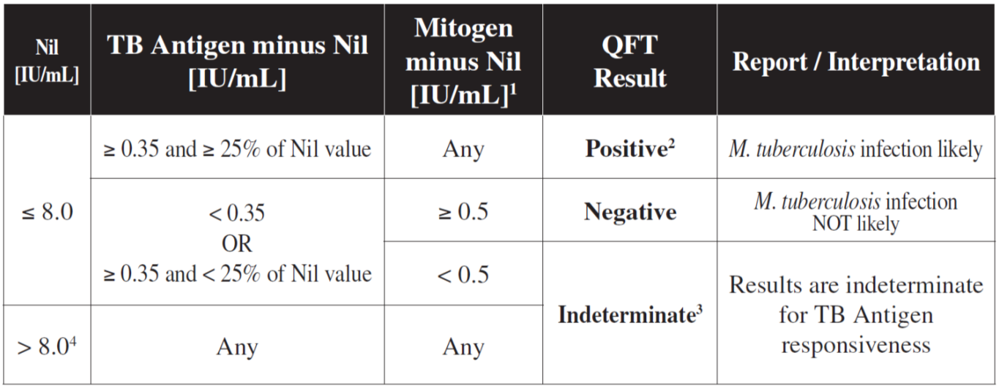 Nil
[IU/mL]
TB Antigen minus Nil
[IU/mL]
Mitogen
minus Nil
[IU/mL]¹
QFT
Result
Report / Interpretation
≤ 8.0
≥ 0.35 and ≥ 25% of Nil value
Any
Positive²
M. tuberculosis infection likely
< 0.35
OR
≥ 0.35 and < 25% of Nil value
≥ 0.5
Negative
M. tuberculosis infection
NOT likely
< 0.5
Indeterminate³
Results are indeterminate
for TB Antigen
responsiveness
> 8.0⁴
Any
Any